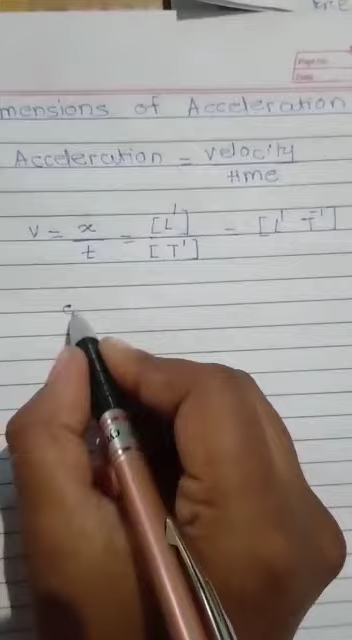 mensions of Acceleration
Acceleration = velocity / time
v = x / t = [L¹] / [T¹] - [L¹ T⁻¹]